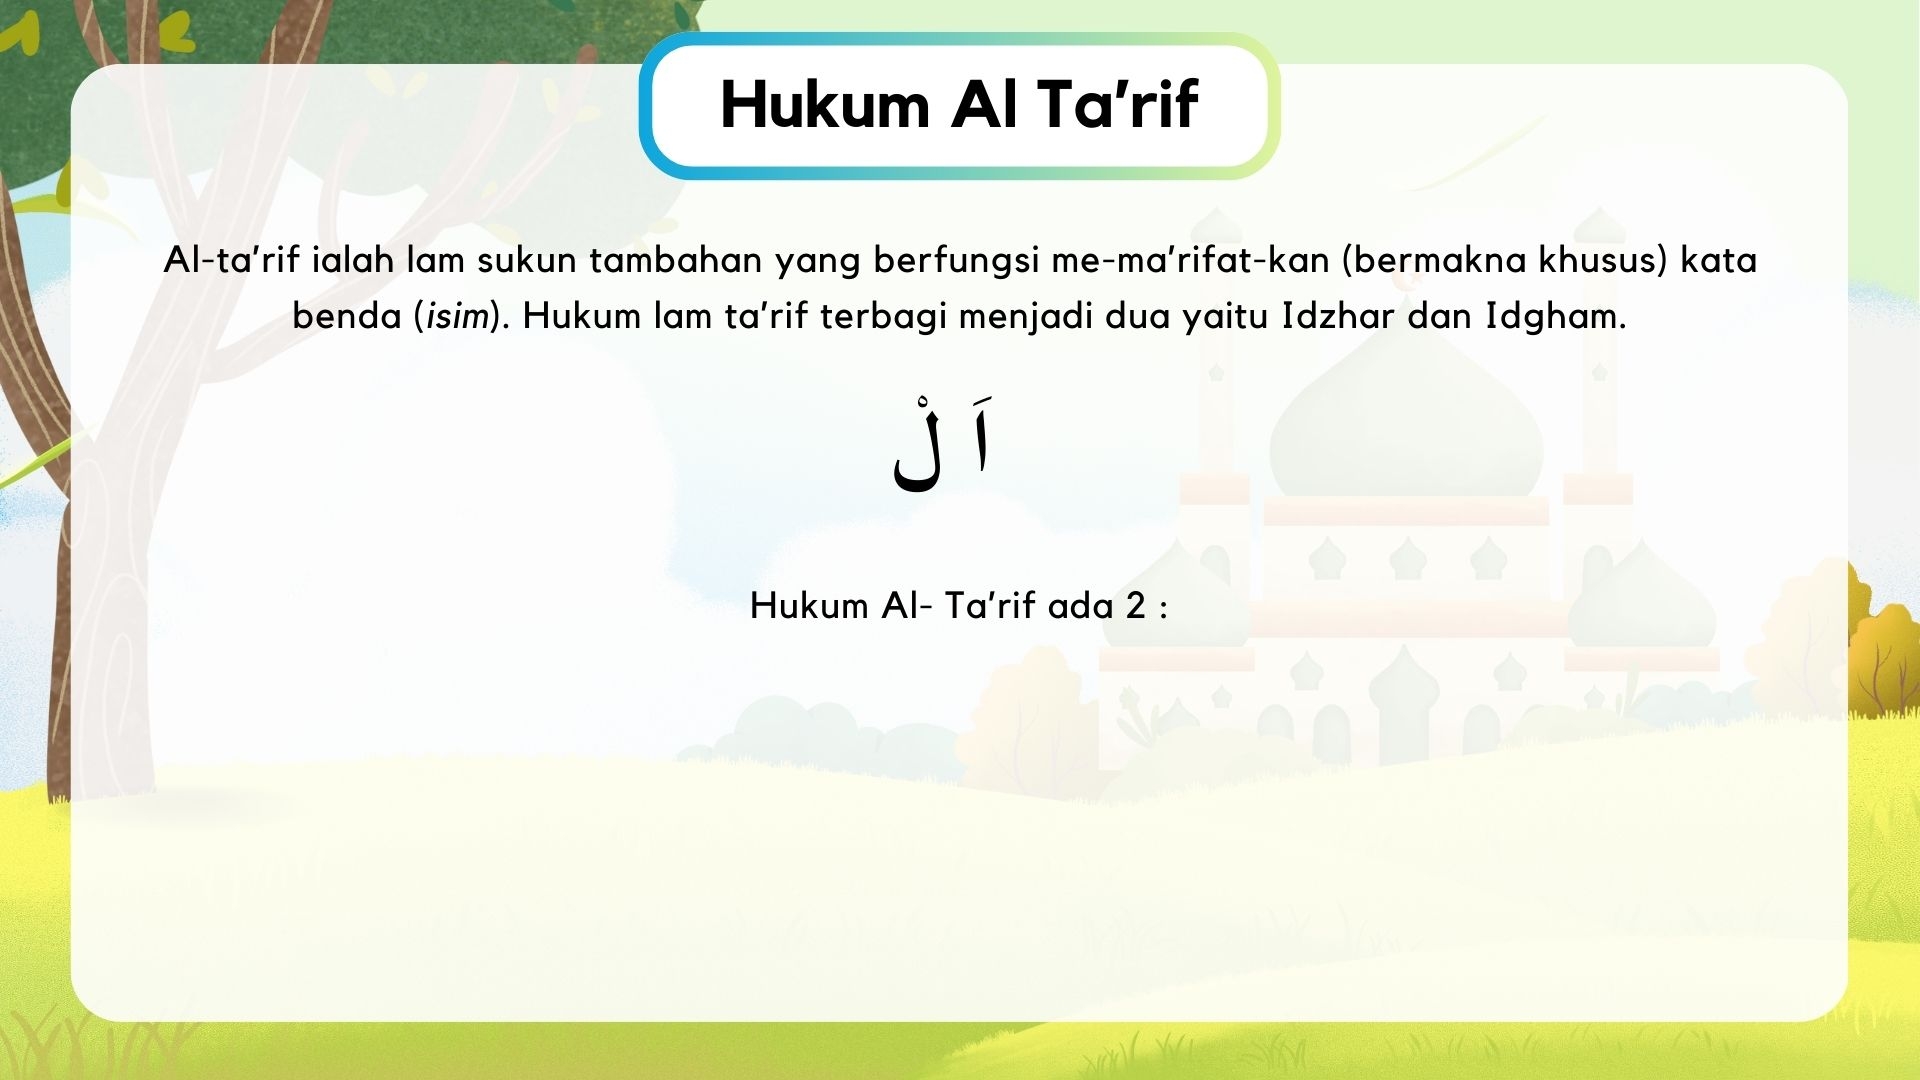 Hukum Al Ta’rif
Al-ta’rif ialah lam sukun tambahan yang berfungsi me-ma’rifat-kan (bermakna khusus) kata
benda (isim). Hukum lam ta’rif terbagi menjadi dua yaitu Idzhar dan Idgham.
اَ لْ
Hukum Al- Ta’rif ada 2 :